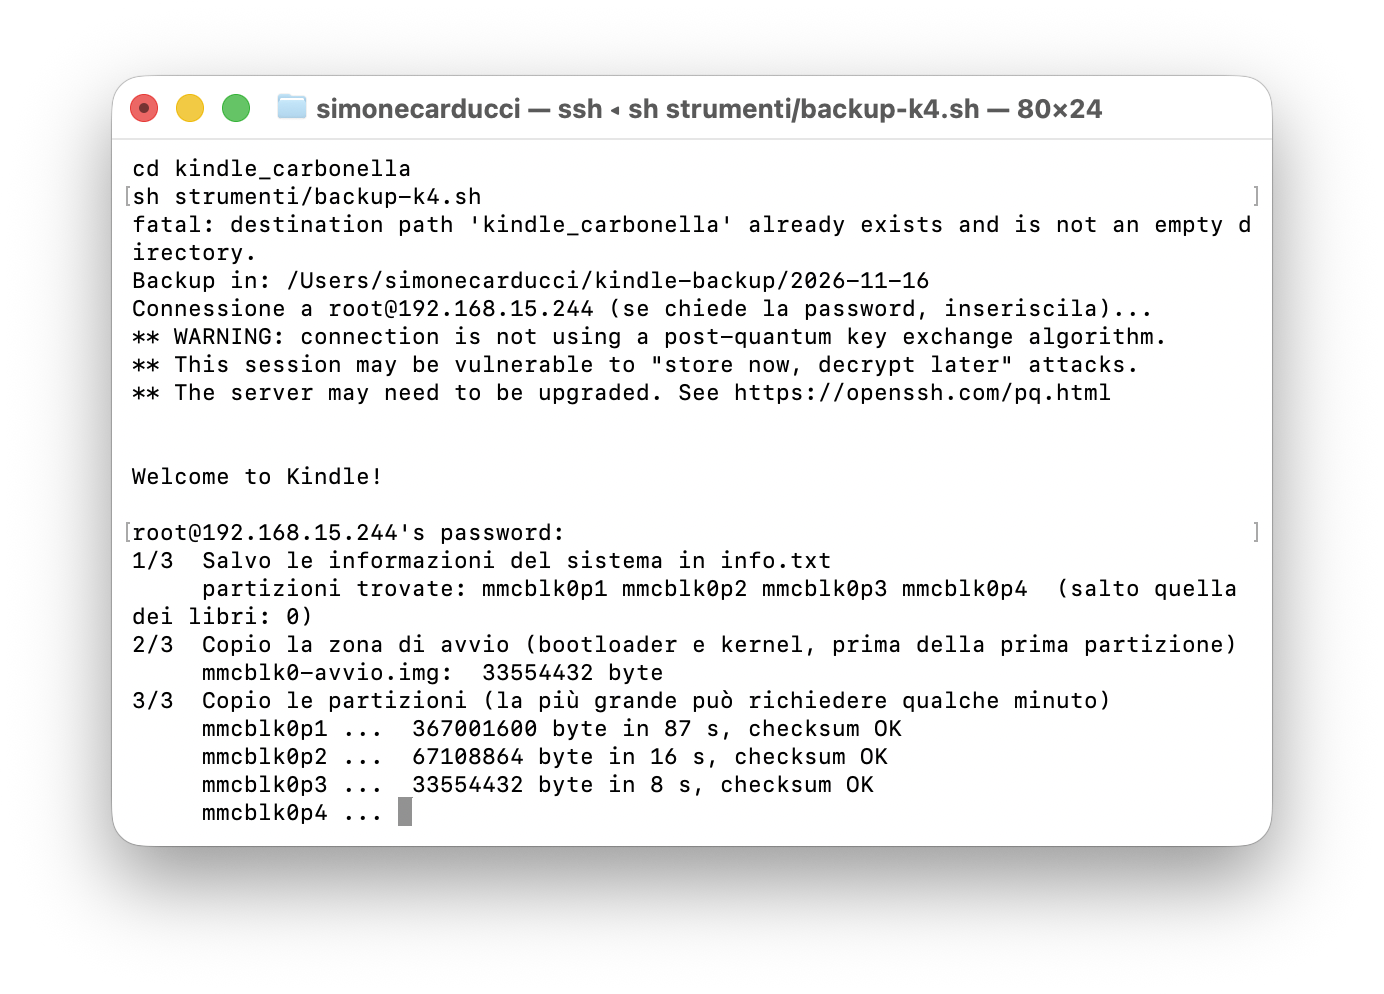 simonecarducci — ssh ◂ sh strumenti/backup-k4.sh — 80×24
cd kindle_carbonella
[sh strumenti/backup-k4.sh ]
fatal: destination path 'kindle_carbonella' already exists and is not an empty d
irectory.
Backup in: /Users/simonecarducci/kindle-backup/2026-11-16
Connessione a root@192.168.15.244 (se chiede la password, inseriscila)...
** WARNING: connection is not using a post-quantum key exchange algorithm.
** This session may be vulnerable to "store now, decrypt later" attacks.
** The server may need to be upgraded. See https://openssh.com/pq.html
Welcome to Kindle!
[root@192.168.15.244's password: ]
1/3  Salvo le informazioni del sistema in info.txt
     partizioni trovate: mmcblk0p1 mmcblk0p2 mmcblk0p3 mmcblk0p4  (salto quella
dei libri: 0)
2/3  Copio la zona di avvio (bootloader e kernel, prima della prima partizione)
     mmcblk0-avvio.img:  33554432 byte
3/3  Copio le partizioni (la più grande può richiedere qualche minuto)
     mmcblk0p1 ...  367001600 byte in 87 s, checksum OK
     mmcblk0p2 ...  67108864 byte in 16 s, checksum OK
     mmcblk0p3 ...  33554432 byte in 8 s, checksum OK
     mmcblk0p4 ...